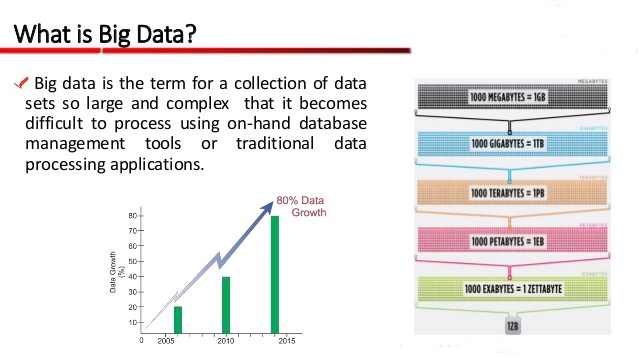 What is Big Data?
Big data is the term for a collection of data
sets so large and complex that it becomes
difficult to process using on-hand database
management tools or traditional data
processing applications.
80% Data
Growth
Data Growth
(%)
80
70
60
50
40
30
20
10
0
2005
2010
2015
MEGABYTES
1000 MEGABYTES = 1GB
GIGABYTES
1000 GIGABYTES = 1TB
TERABYTES
1000 TERABYTES = 1PB
PETABYTES
1000 PETABYTES = 1EB
EXABYTES
1000 EXABYTES = 1 ZETTABYTE
1ZB